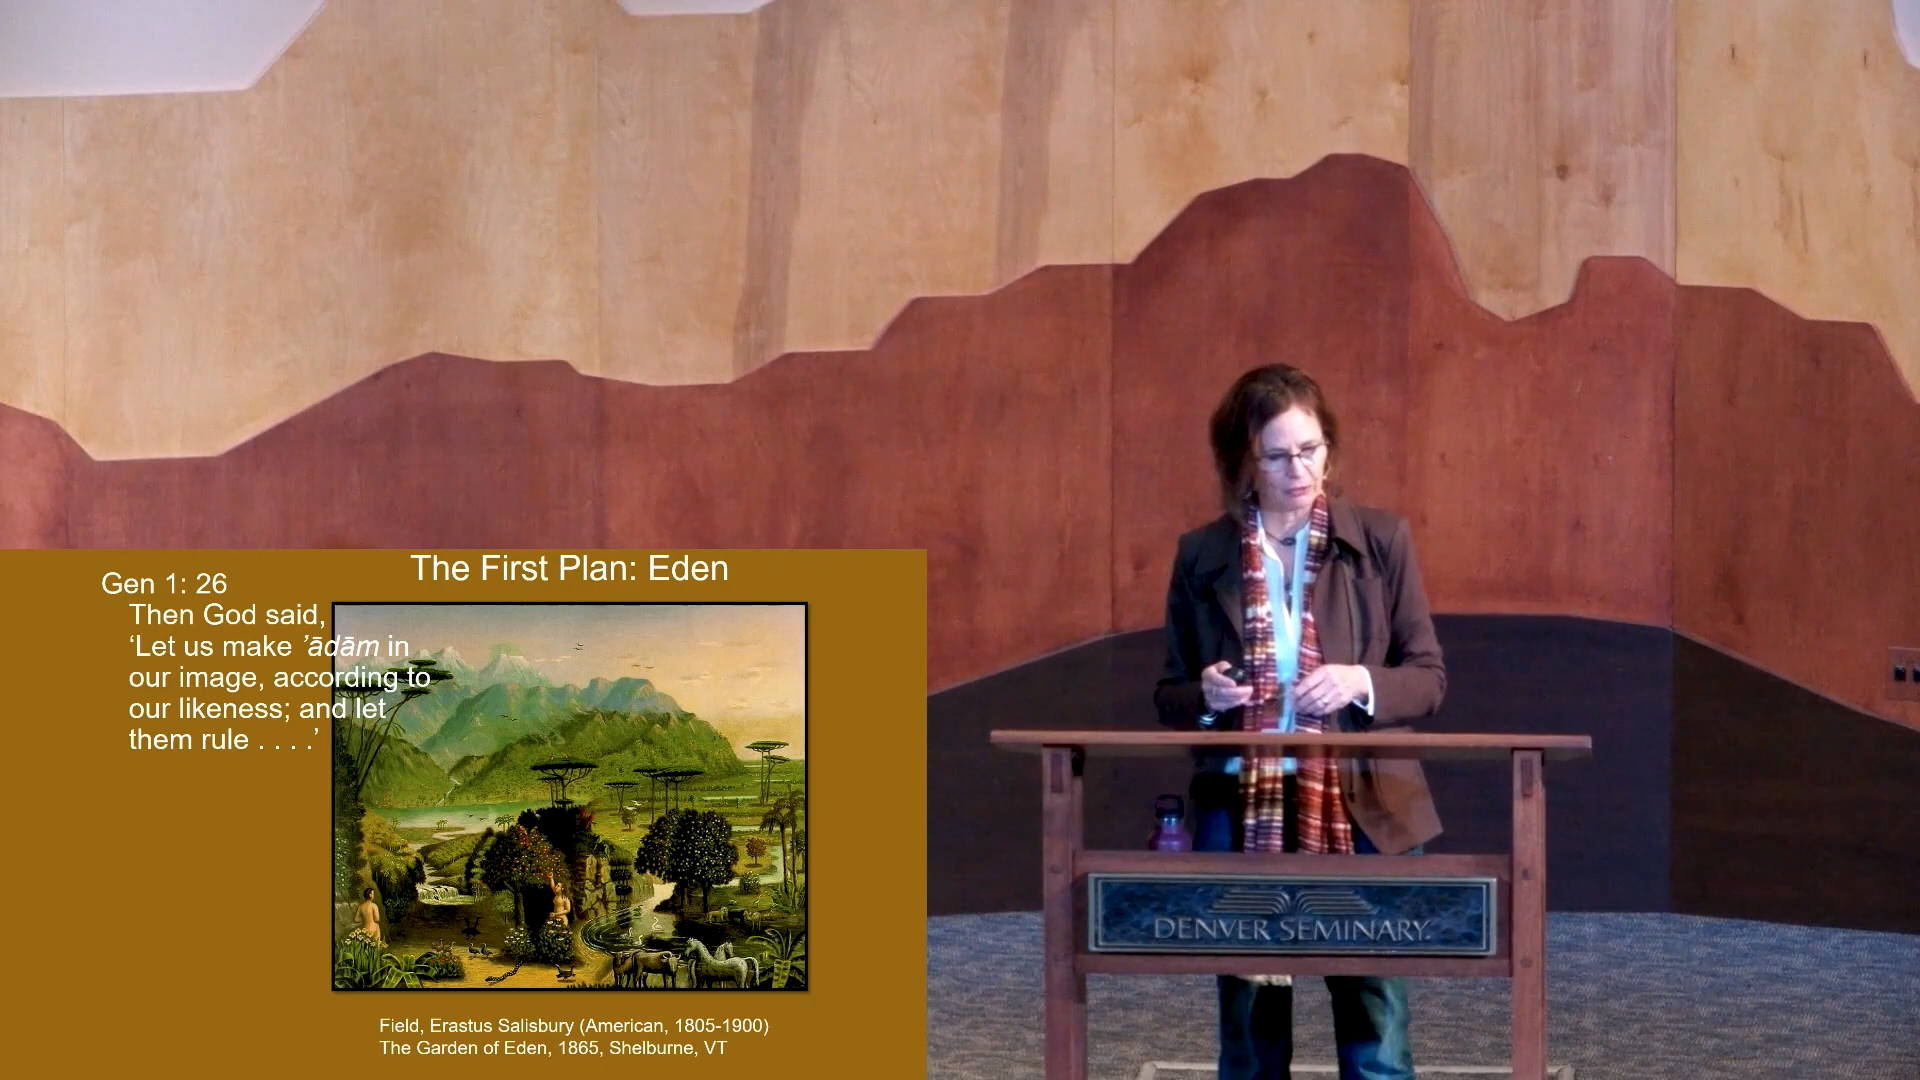 The First Plan: Eden
Gen 1: 26
Then God said,
‘Let us make ’ādām in
our image, according to
our likeness; and let
them rule . . . .’
Field, Erastus Salisbury (American, 1805-1900)
The Garden of Eden, 1865, Shelburne, VT
DENVER SEMINARY.